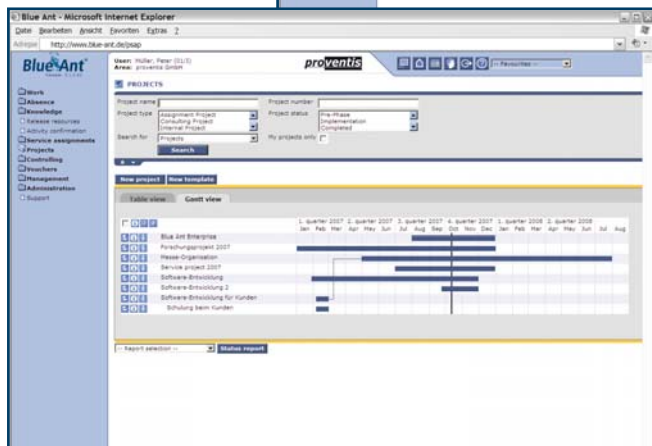 Blue Ant - Microsoft Internet Explorer
Datei Bearbeiten Ansicht Favoriten Extras ?
Adresse http://www.blue-ant.de/psap
Blue Ant
User: Müller, Peter (01/3)
Area: proventis GmbH
proventis
-- Favourites --
PROJECTS
Work
Absence
Knowledge
Release resources
Activity confirmation
Service assignments
Projects
Controlling
Vouchers
Management
Administration
Support
Project name
Project number
Project type
Assignment Project
Consulting Project
Internal Project
Project status
Pre-Phase
Implementation
Completed
Search for
Projects
My projects only
Search
New project
New template
Table view
Gantt view
1. quarter 2007 2. quarter 2007 3. quarter 2007 4. quarter 2007 1. quarter 2008 2. quarter 2008
Jan Feb Mar Apr May Jun Jul Aug Sep Oct Nov Dec Jan Feb Mar Apr May Jun Jul Aug
Blue Ant Enterprise
Forschungsprojekt 2007
Messe-Organisation
Service project 2007
Software-Entwicklung
Software-Entwicklung 2
Software-Entwicklung für Kunden
Schulung beim Kunden
-- Report selection --
Status report